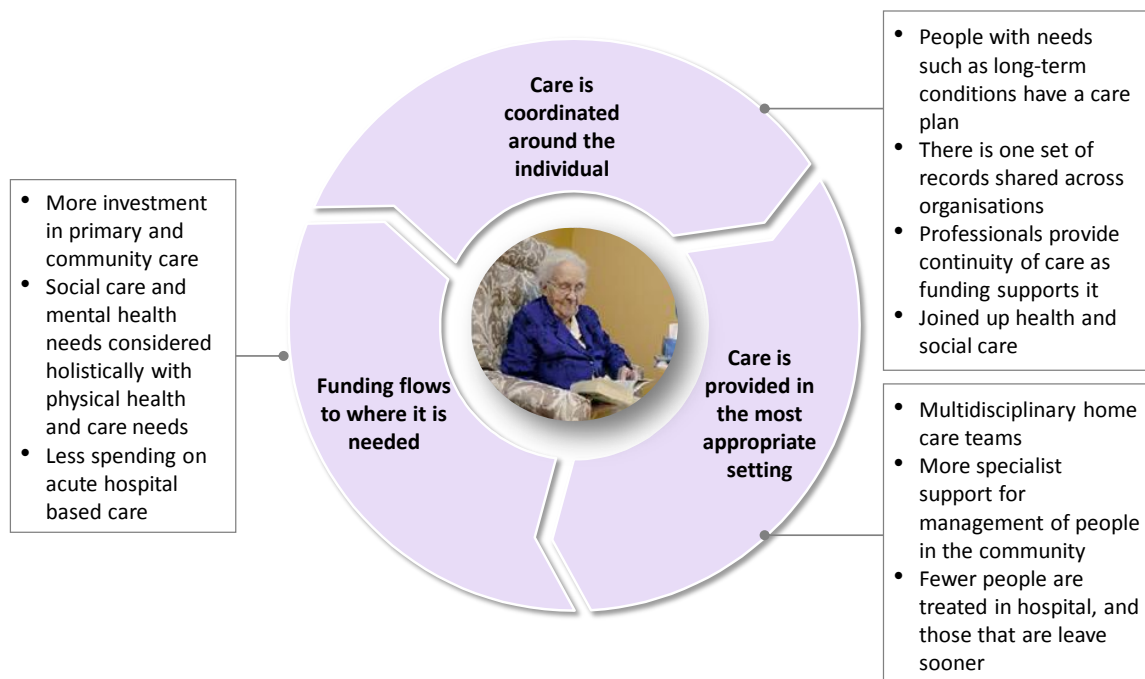 Care is
coordinated
around the
individual
• People with needs
such as long-term
conditions have a care
plan
• There is one set of
records shared across
organisations
• Professionals provide
continuity of care as
funding supports it
• Joined up health and
social care
Care is
provided in
the most
appropriate
setting
• Multidisciplinary home
care teams
• More specialist
support for
management of people
in the community
• Fewer people are
treated in hospital, and
those that are leave
sooner
Funding flows
to where it is
needed
• More investment
in primary and
community care
• Social care and
mental health
needs considered
holistically with
physical health
and care needs
• Less spending on
acute hospital
based care